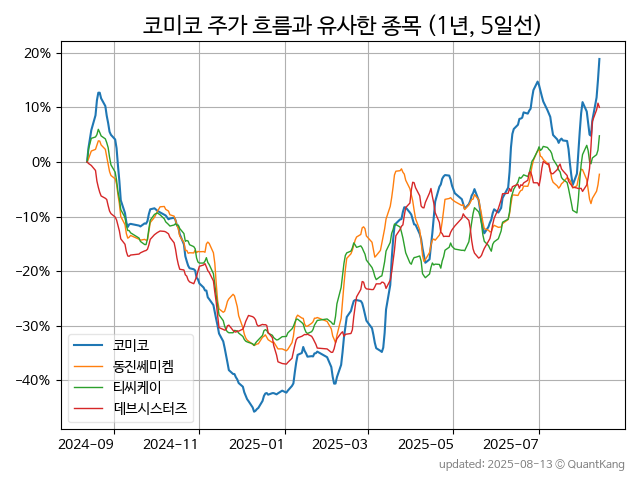 코미코 주가 흐름과 유사한 종목 (1년, 5일선)
20%
10%
0%
−10%
−20%
−30%
−40%
코미코
동진쎄미켐
티씨케이
데브시스터즈
2024-09
2024-11
2025-01
2025-03
2025-05
2025-07
updated: 2025-08-13 © QuantKang